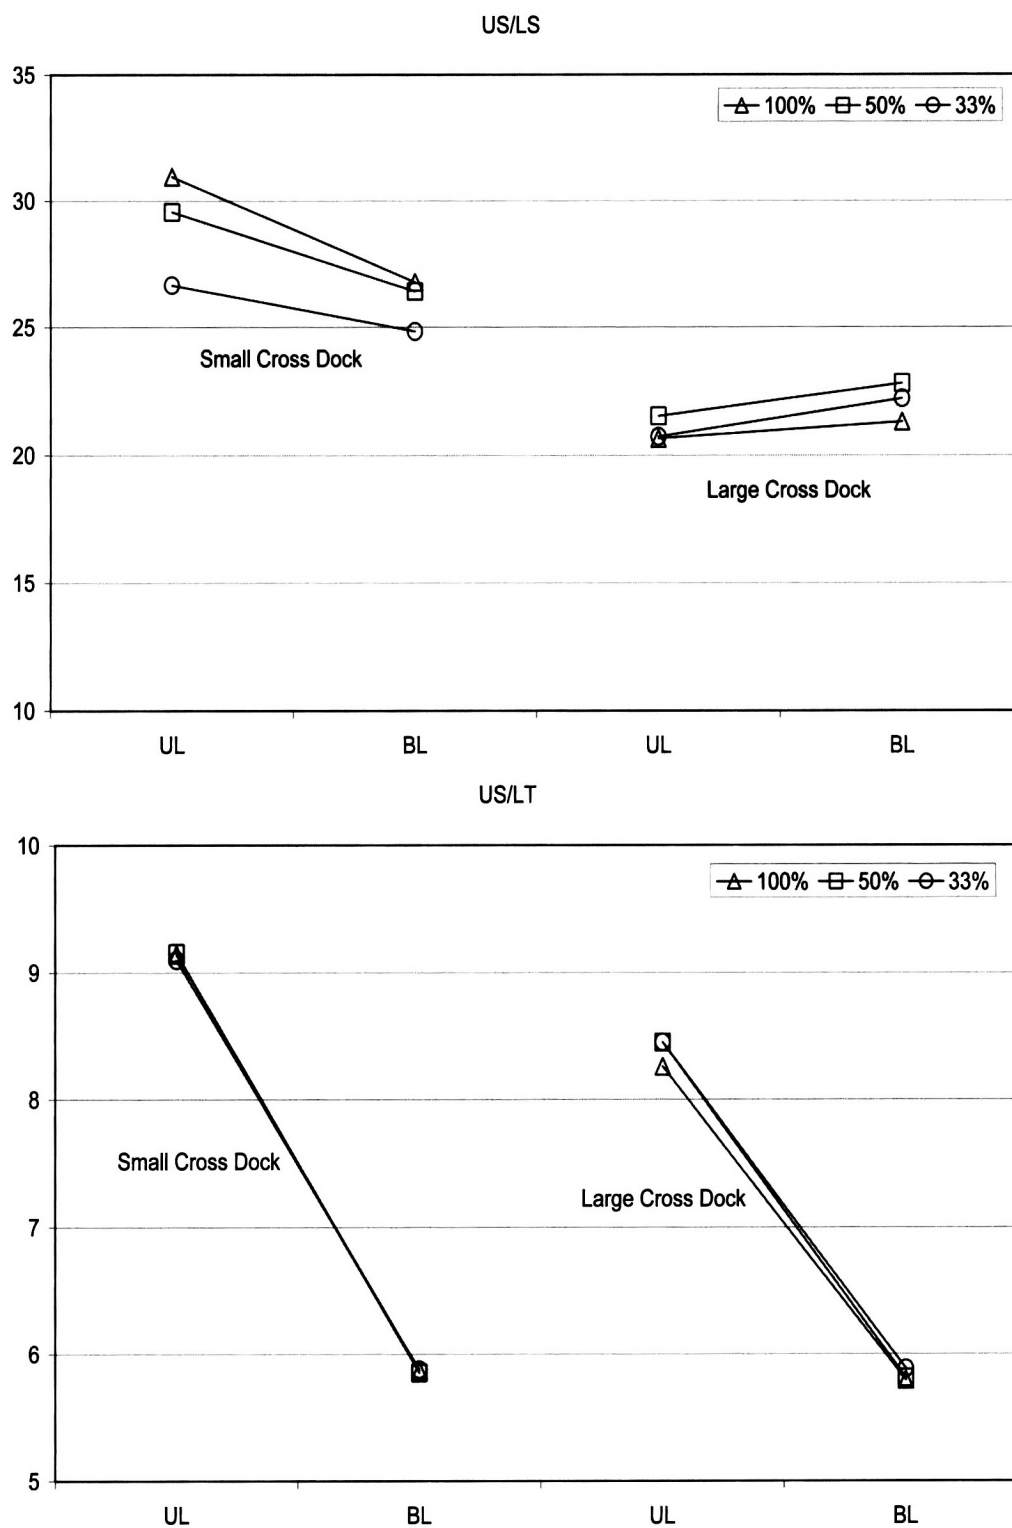 US/LS
35
100% 50% 33%
30
25
Small Cross Dock
20
Large Cross Dock
15
10
UL BL UL BL
US/LT
10
100% 50% 33%
9
8
Small Cross Dock
Large Cross Dock
7
6
5
UL BL UL BL